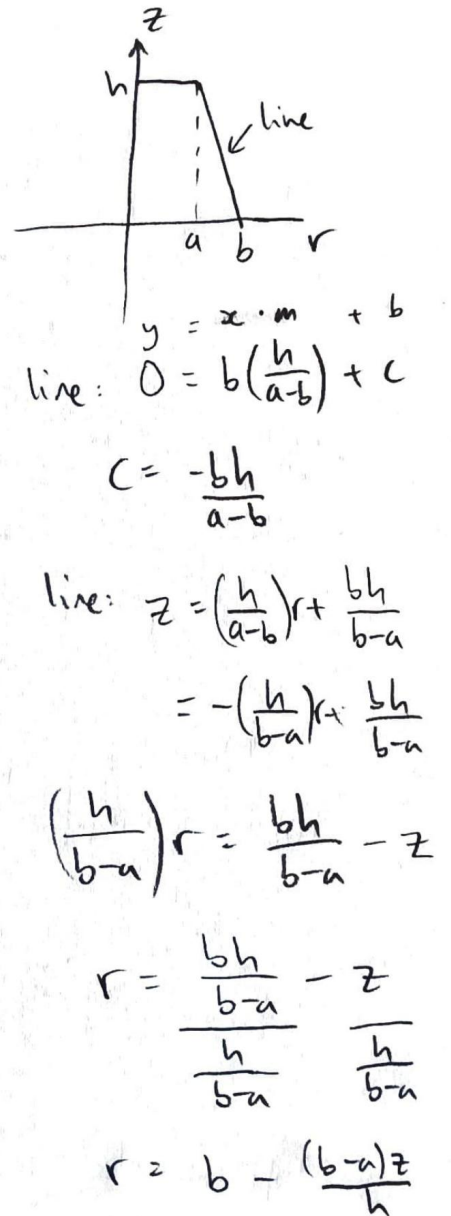 z
h
line
a b r
y = x · m + b
line: 0 = b(h/(a-b)) + c
c = -bh/(a-b)
line: z = (h/(a-b))r + bh/(b-a)
= -(h/(b-a))r + bh/(b-a)
(h/(b-a))r = bh/(b-a) - z
r = (bh/(b-a))/(h/(b-a)) - z/(h/(b-a))
r = b - (b-a)z/h